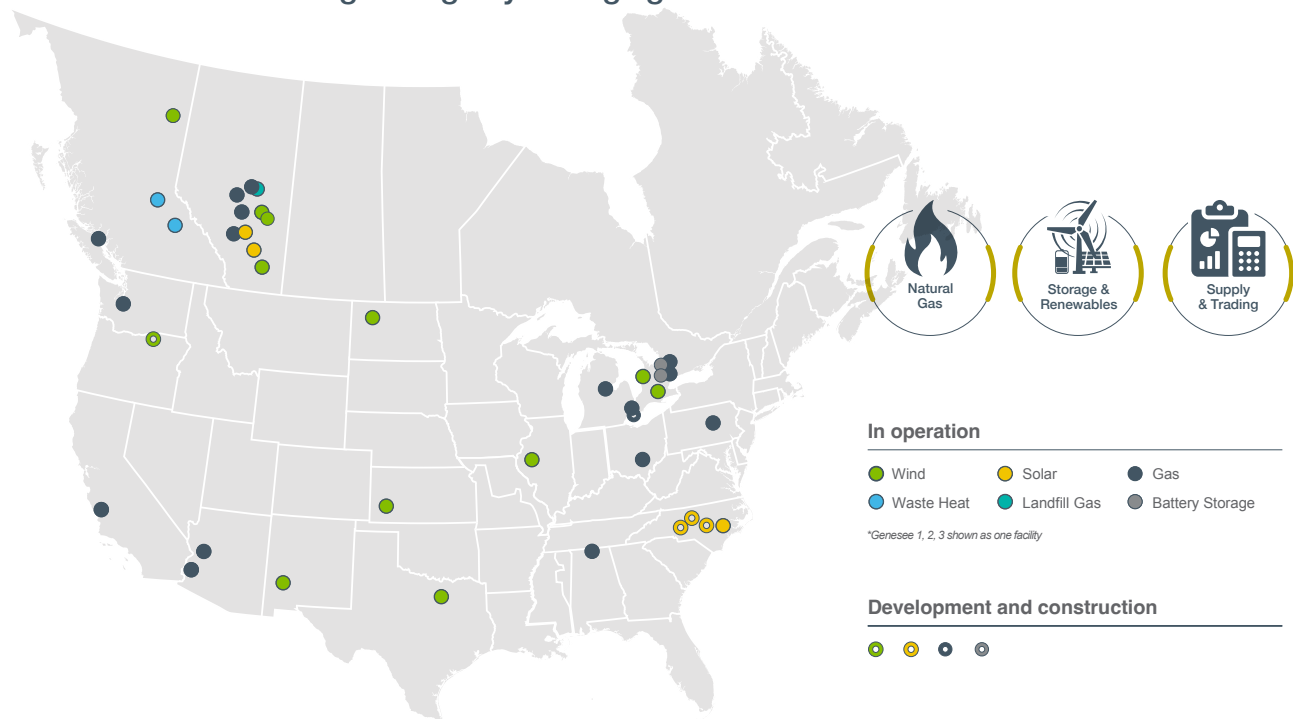 Natural
Gas
Storage &
Renewables
Supply
& Trading
In operation
Wind
Solar
Gas
Waste Heat
Landfill Gas
Battery Storage
*Genesee 1, 2, 3 shown as one facility
Development and construction